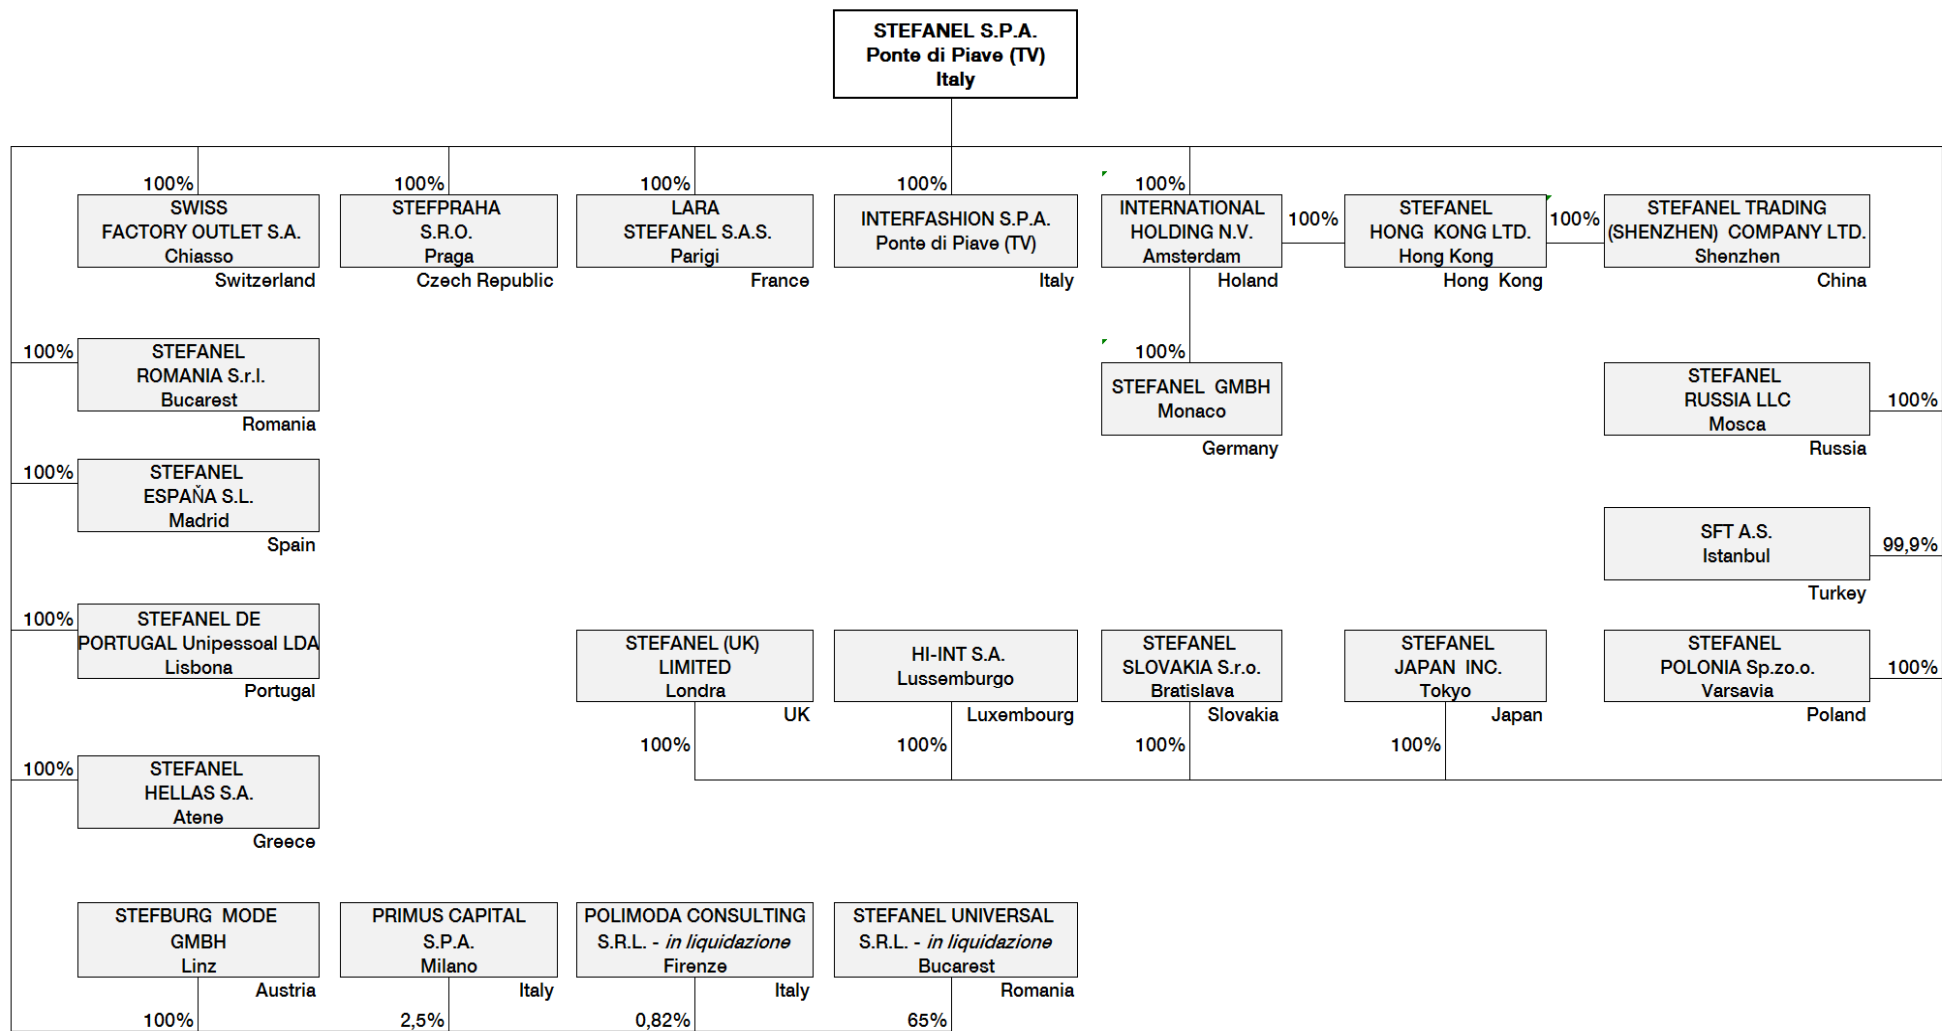 STEFANEL S.P.A.
Ponte di Piave (TV)
Italy
100%
SWISS
FACTORY OUTLET S.A.
Chiasso
Switzerland
100%
STEFPRAHA
S.R.O.
Praga
Czech Republic
100%
LARA
STEFANEL S.A.S.
Parigi
France
100%
INTERFASHION S.P.A.
Ponte di Piave (TV)
Italy
100%
INTERNATIONAL
HOLDING N.V.
Amsterdam
Holand
100%
STEFANEL
HONG KONG LTD.
Hong Kong
Hong Kong
100%
STEFANEL TRADING
(SHENZHEN) COMPANY LTD.
Shenzhen
China
100%
STEFANEL
ROMANIA S.r.l.
Bucarest
Romania
100%
STEFANEL GMBH
Monaco
Germany
STEFANEL
RUSSIA LLC
Mosca
100%
Russia
100%
STEFANEL
ESPAŇA S.L.
Madrid
Spain
SFT A.S.
Istanbul
99,9%
Turkey
100%
STEFANEL DE
PORTUGAL Unipessoal LDA
Lisbona
Portugal
STEFANEL (UK)
LIMITED
Londra
UK
100%
HI-INT S.A.
Lussemburgo
Luxembourg
100%
STEFANEL
SLOVAKIA S.r.o.
Bratislava
Slovakia
100%
STEFANEL
JAPAN INC.
Tokyo
Japan
100%
STEFANEL
POLONIA Sp.zo.o.
Varsavia
100%
Poland
100%
STEFANEL
HELLAS S.A.
Atene
Greece
STEFBURG MODE
GMBH
Linz
Austria
100%
PRIMUS CAPITAL
S.P.A.
Milano
Italy
2,5%
POLIMODA CONSULTING
S.R.L. - in liquidazione
Firenze
Italy
0,82%
STEFANEL UNIVERSAL
S.R.L. - in liquidazione
Bucarest
Romania
65%